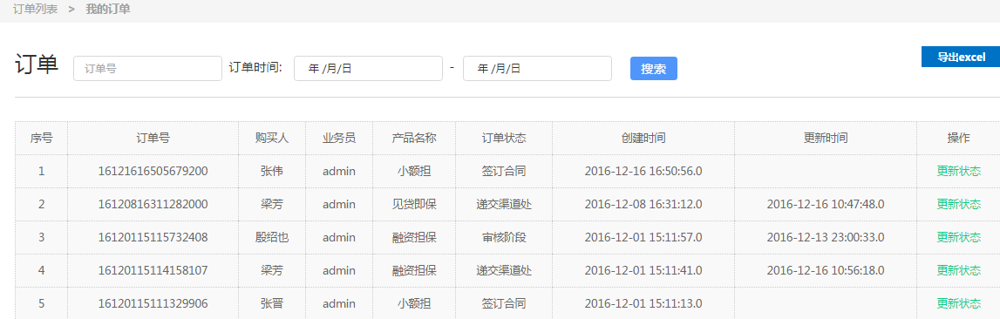 订单列表 > 我的订单
订单 订单号 订单时间: 年 /月/日 - 年 /月/日 搜索 导出excel
序号 订单号 购买人 业务员 产品名称 订单状态 创建时间 更新时间 操作
1 16121616505679200 张伟 admin 小额担 签订合同 2016-12-16 16:50:56.0 更新状态
2 16120816311282000 梁芳 admin 见贷即保 递交渠道处 2016-12-08 16:31:12.0 2016-12-16 10:47:48.0 更新状态
3 16120115115732408 殷绍也 admin 融资担保 审核阶段 2016-12-01 15:11:57.0 2016-12-13 23:00:33.0 更新状态
4 16120115114158107 梁芳 admin 融资担保 递交渠道处 2016-12-01 15:11:41.0 2016-12-16 10:56:18.0 更新状态
5 16120115111329906 张晋 admin 小额担 签订合同 2016-12-01 15:11:13.0 更新状态